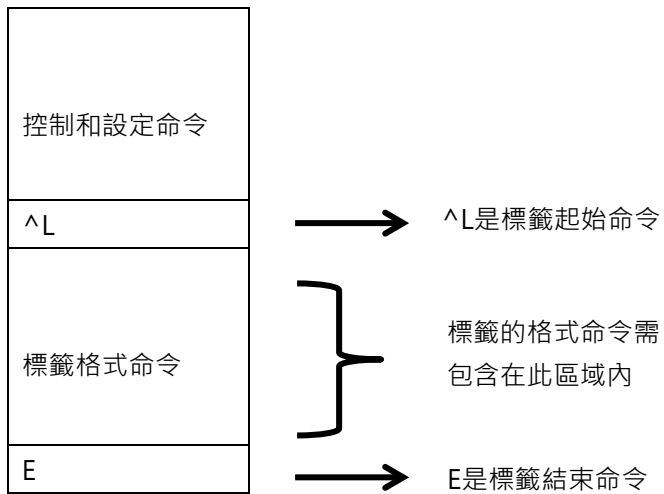 控制和設定命令
^L
^L是標籤起始命令
標籤格式命令
標籤的格式命令需
包含在此區域內
E
E是標籤結束命令